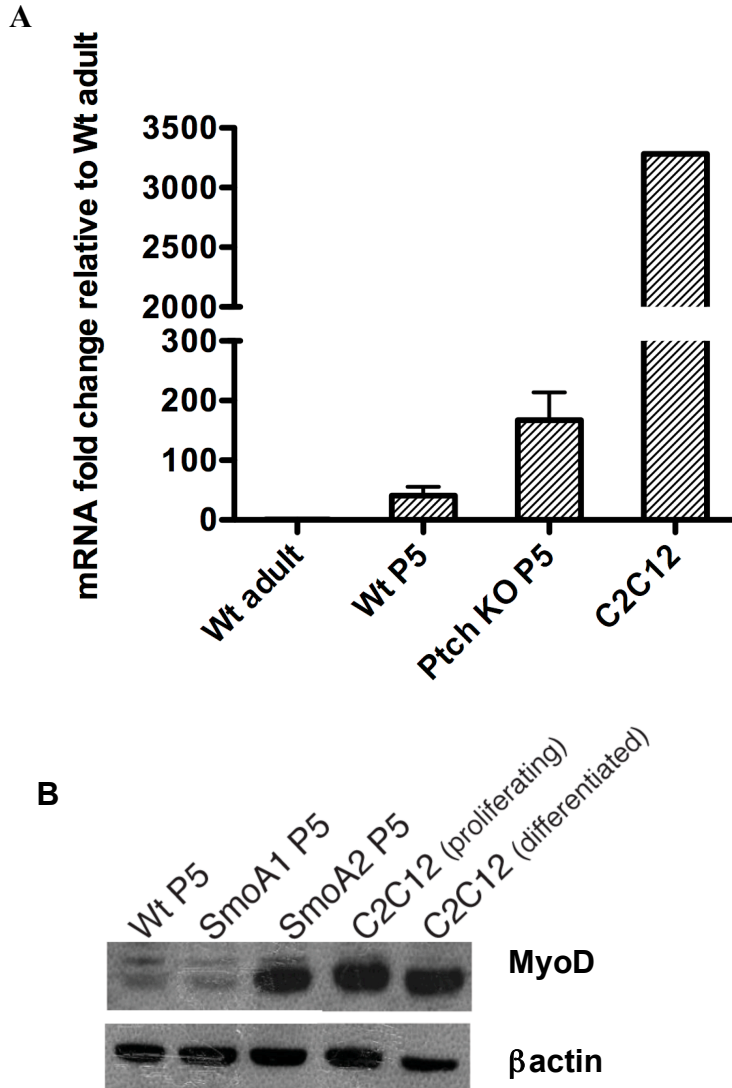 A
mRNA fold change relative to Wt adult
3500
3000
2500
2000
300
200
100
0
Wt adult
Wt P5
Ptch KO P5
C2C12
B
Wt P5
SmoA1 P5
SmoA2 P5
C2C12 (proliferating)
C2C12 (differentiated)
MyoD
βactin